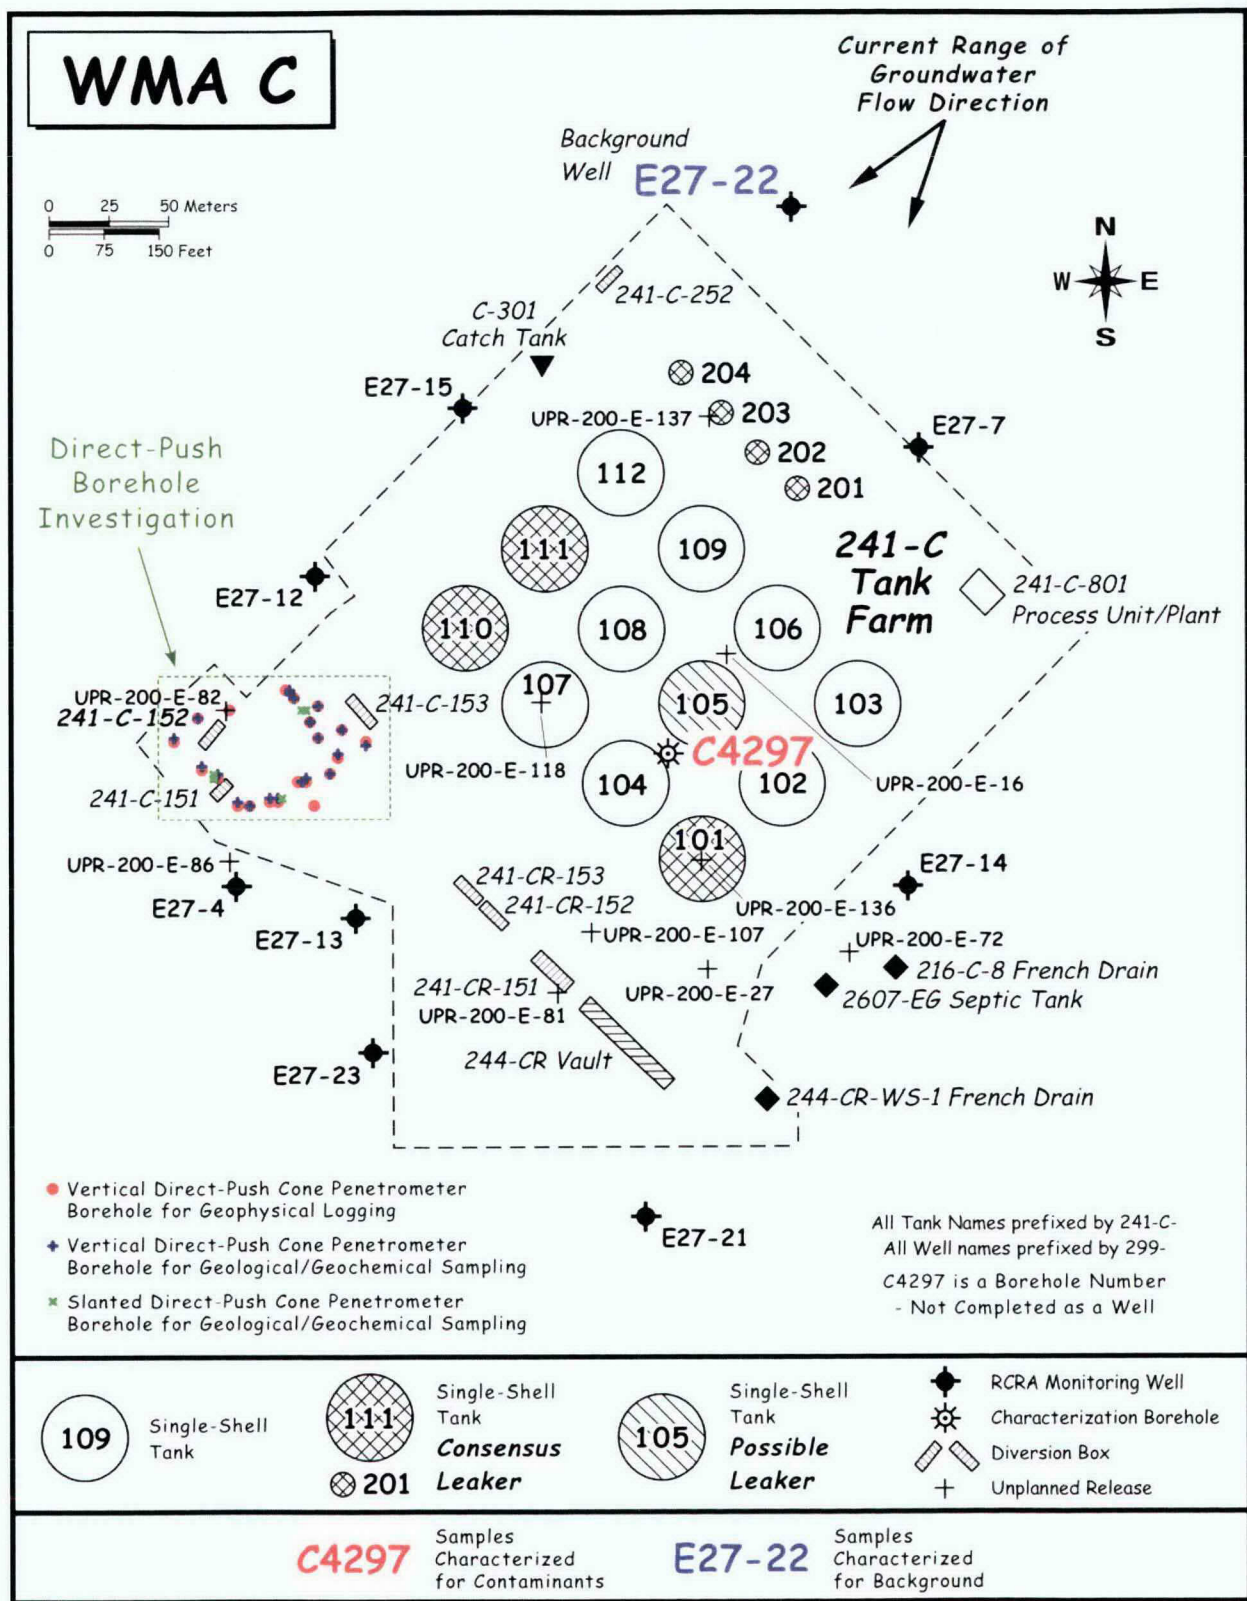 WMA C
Current Range of
Groundwater
Flow Direction
Background
Well
E27-22
0 25 50 Meters
0 75 150 Feet
N
W E
S
241-C-252
C-301
Catch Tank
204
E27-15
UPR-200-E-137
203
E27-7
202
112
201
Direct-Push
Borehole
Investigation
111
109
241-C
Tank
Farm
241-C-801
Process Unit/Plant
E27-12
110
108
106
UPR-200-E-82
241-C-152
241-C-153
107
105
103
C4297
UPR-200-E-118
104
102
UPR-200-E-16
241-C-151
101
UPR-200-E-86
E27-4
E27-13
241-CR-153
241-CR-152
E27-14
UPR-200-E-136
UPR-200-E-107
UPR-200-E-72
216-C-8 French Drain
241-CR-151
UPR-200-E-27
2607-EG Septic Tank
UPR-200-E-81
244-CR Vault
E27-23
244-CR-WS-1 French Drain
Vertical Direct-Push Cone Penetrometer
Borehole for Geophysical Logging
Vertical Direct-Push Cone Penetrometer
Borehole for Geological/Geochemical Sampling
Slanted Direct-Push Cone Penetrometer
Borehole for Geological/Geochemical Sampling
E27-21
All Tank Names prefixed by 241-C-
All Well names prefixed by 299-
C4297 is a Borehole Number
- Not Completed as a Well
109
Single-Shell
Tank
111
201
Single-Shell
Tank
Consensus
Leaker
105
Single-Shell
Tank
Possible
Leaker
RCRA Monitoring Well
Characterization Borehole
Diversion Box
Unplanned Release
C4297
Samples
Characterized
for Contaminants
E27-22
Samples
Characterized
for Background